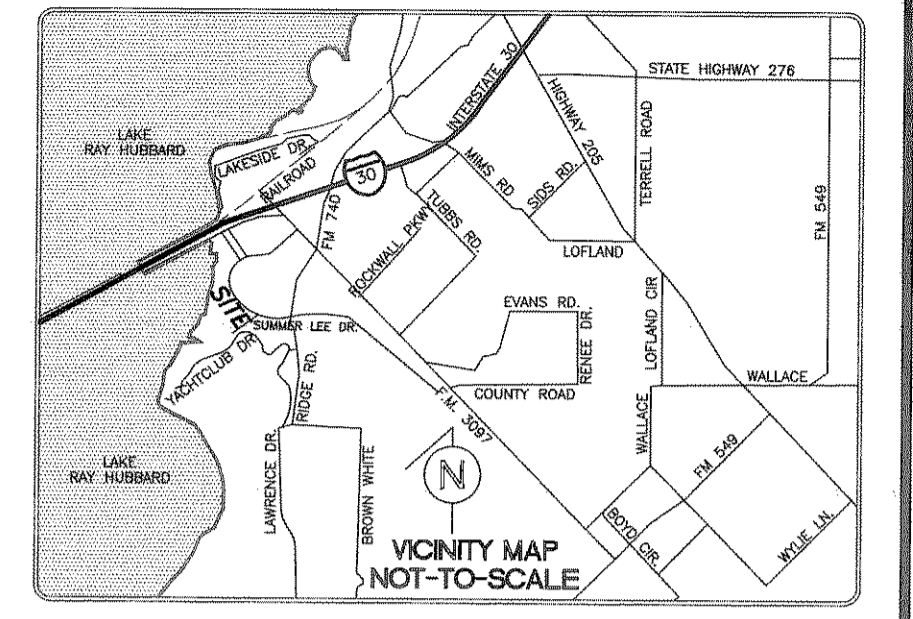 INTERSTATE 30
STATE HIGHWAY 276
HIGHWAY 205
TERRELL ROAD
LAKE
RAY HUBBARD
LAKESIDE DR.
RAILROAD
30
MIMS RD
SIDS RD.
FM 549
FM 740
ROCKWALL PKWY
TUBBS RD.
LOFLAND
SITE
SUMMER LEE DR.
EVANS RD.
RENEE DR.
LOFLAND CIR
YACHTCLUB DR
RIDGE RD.
WALLACE
COUNTY ROAD
F.M. 3097
WALLACE
LAKE
RAY HUBBARD
LAWRENCE DR.
BROWN WHITE
N
FM 549
BOYD CIR.
WYLIE LN.
VICINITY MAP
NOT-TO-SCALE